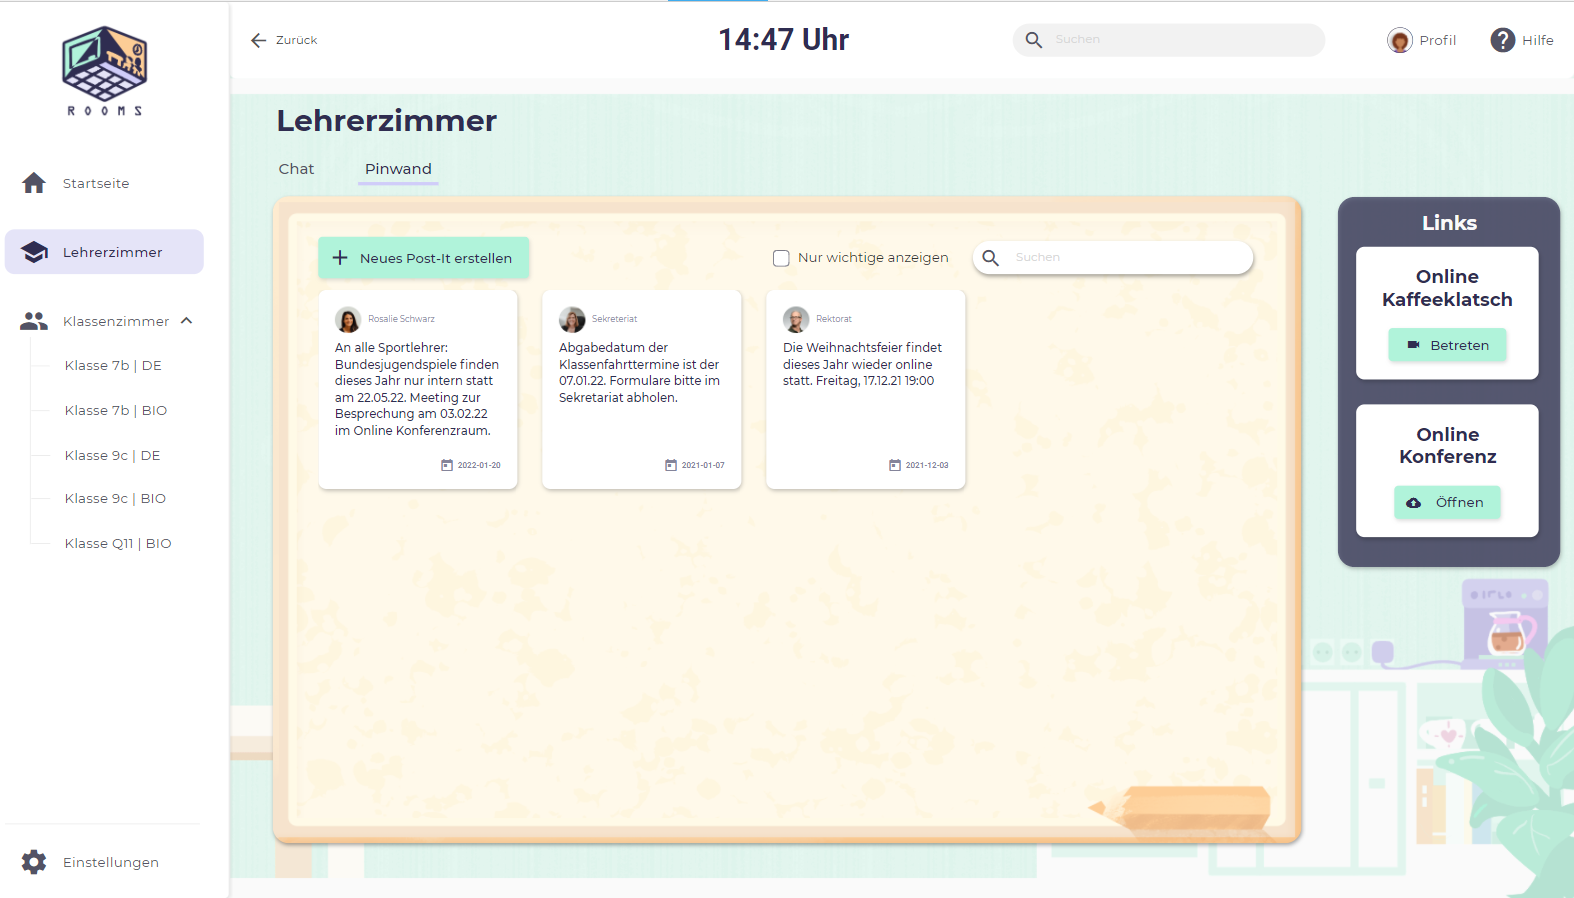 ROOMS
Startseite
Lehrerzimmer
Klassenzimmer
Klasse 7b | DE
Klasse 7b | BIO
Klasse 9c | DE
Klasse 9c | BIO
Klasse Q11 | BIO
Einstellungen
Zurück
14:47 Uhr
Suchen
Profil
? Hilfe
Lehrerzimmer
Chat
Pinwand
+ Neues Post-It erstellen
Nur wichtige anzeigen
Suchen
Rosalie Schwarz
An alle Sportlehrer:
Bundesjugendspiele finden
dieses Jahr nur intern statt
am 22.05.22. Meeting zur
Besprechung am 03.02.22
im Online Konferenzraum.
2022-01-20
Sekreteriat
Abgabedatum der
Klassenfahrttermine ist der
07.01.22. Formulare bitte im
Sekretariat abholen.
2021-01-07
Rektorat
Die Weihnachtsfeier findet
dieses Jahr wieder online
statt. Freitag, 17.12.21 19:00
2021-12-03
Links
Online
Kaffeeklatsch
Betreten
Online
Konferenz
Öffnen